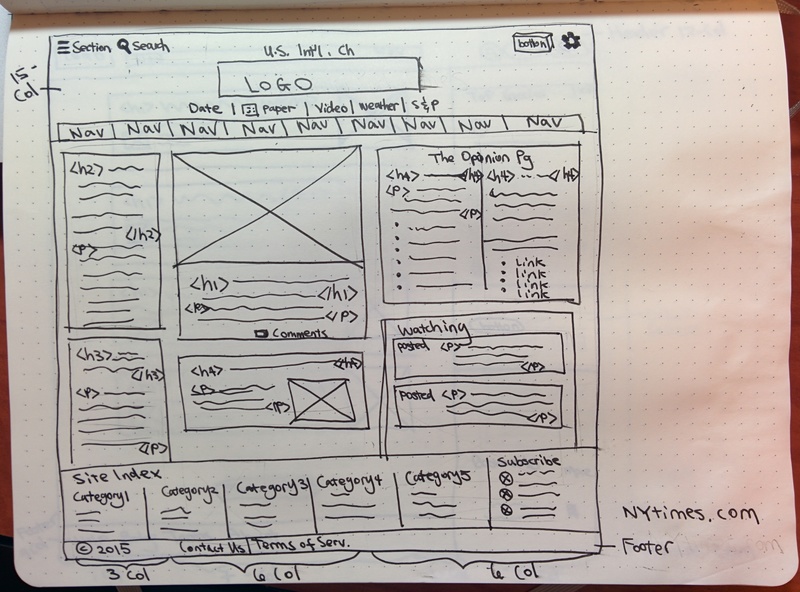 Section Search
U.S. Int'l. Ch
button
15-
Col
LOGO
Date | Paper | Video | Weather | S&P
Nav | Nav | Nav | Nav | Nav | Nav | Nav | Nav | Nav
<h2>
</h2>
<P>
<h1>
</h1>
<P>
</P>
Comments
The Opinion Pg
<h4> </h4> <h4> </h4>
<P>
</P>
Link
Link
Link
Link
<h3>
</h3>
<P>
</P>
<h4> </h4>
<P>
</P>
Watching
posted <P>
</P>
posted <P>
</P>
Site Index
Category1 Category2 Category3 Category4 Category5 Subscribe
© 2015 Contact Us | Terms of Serv.
NYtimes.com
Footer
3 Col 6 Col 6 Col